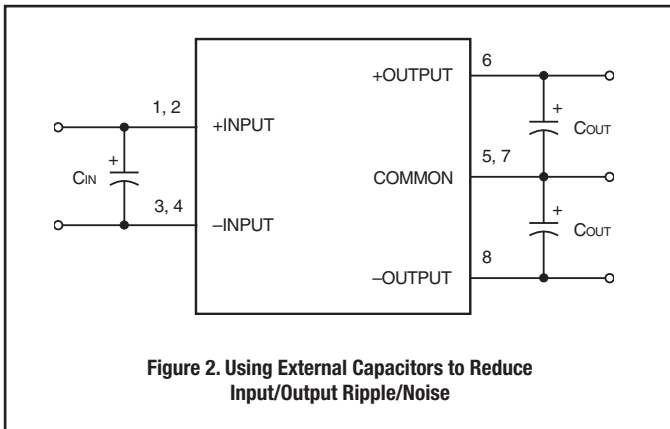 6
+OUTPUT
+
1, 2
+INPUT
COUT
5, 7
+
CIN
COMMON
3, 4
+
–INPUT
COUT
8
–OUTPUT
Figure 2. Using External Capacitors to Reduce
Input/Output Ripple/Noise